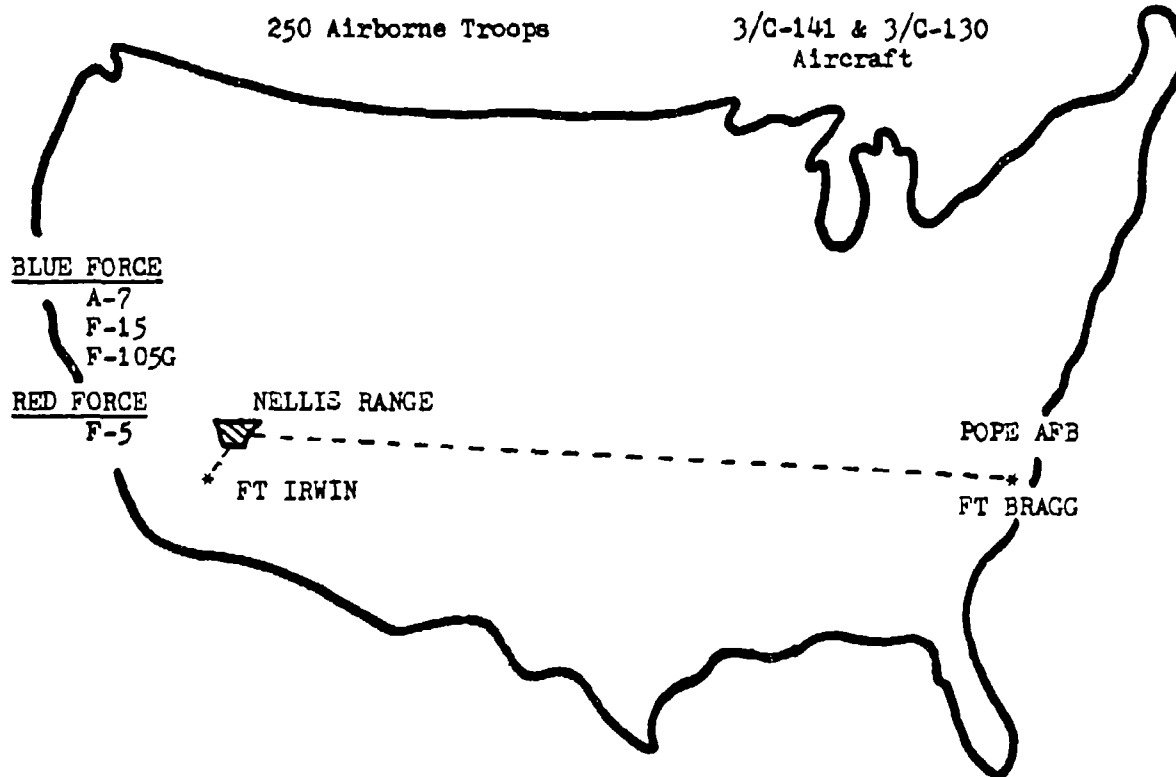 250 Airborne Troops
3/C-141 & 3/C-130
Aircraft
BLUE FORCE
A-7
F-15
F-105G
RED FORCE
F-5
NELLIS RANGE
FT IRWIN
POPE AFB
FT BRAGG